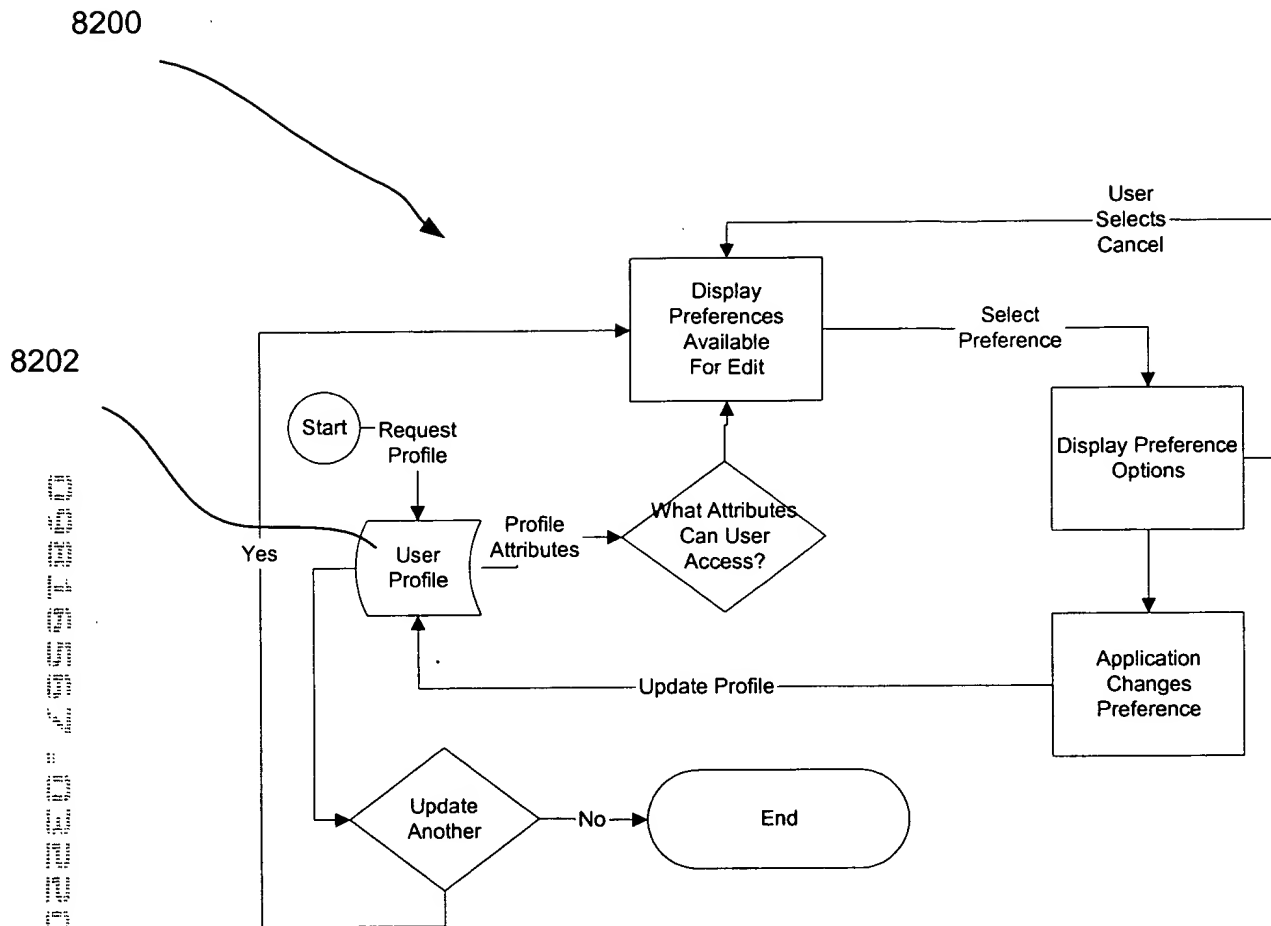 8200
User
Selects
Cancel
Display
Preferences
Available
For Edit
Select
Preference
8202
Start
Request
Profile
Display Preference
Options
What Attributes
Can User
Access?
Profile
Attributes
User
Profile
Yes
Application
Changes
Preference
Update Profile
Update
Another
No
End